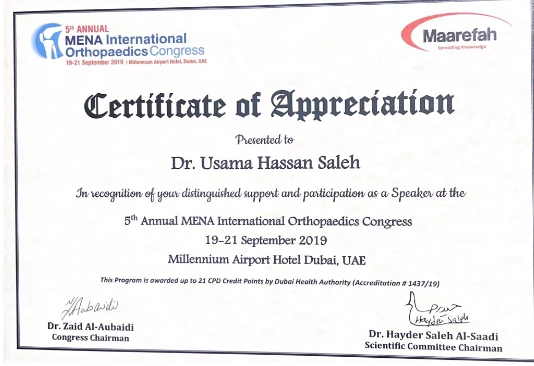 5th ANNUAL
MENA International
Orthopaedics Congress
19-21 September 2019 | Millennium Airport Hotel, Dubai, UAE
Maarefah
Spreading Knowledge
Certificate of Appreciation
Presented to
Dr. Usama Hassan Saleh
In recognition of your distinguished support and participation as a Speaker at the
5th Annual MENA International Orthopaedics Congress
19-21 September 2019
Millennium Airport Hotel Dubai, UAE
This Program is awarded up to 21 CPD Credit Points by Dubai Health Authority (Accreditation # 1437/19)
Dr. Zaid Al-Aubaidi
Congress Chairman
Hayder Saleh
Dr. Hayder Saleh Al-Saadi
Scientific Committee Chairman